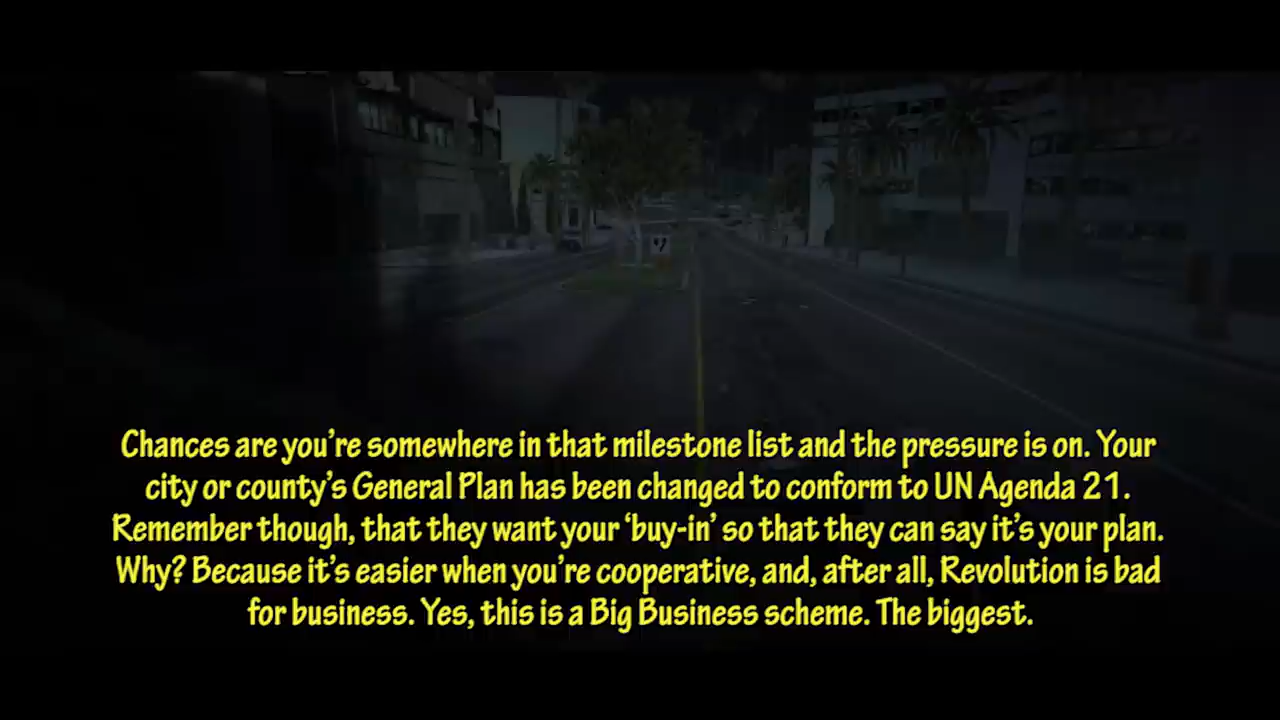 Chances are you're somewhere in that milestone list and the pressure is on. Your
city or county's General Plan has been changed to conform to UN Agenda 21.
Remember though, that they want your 'buy-in' so that they can say it's your plan.
Why? Because it's easier when you're cooperative, and, after all, Revolution is bad
for business. Yes, this is a Big Business scheme. The biggest.